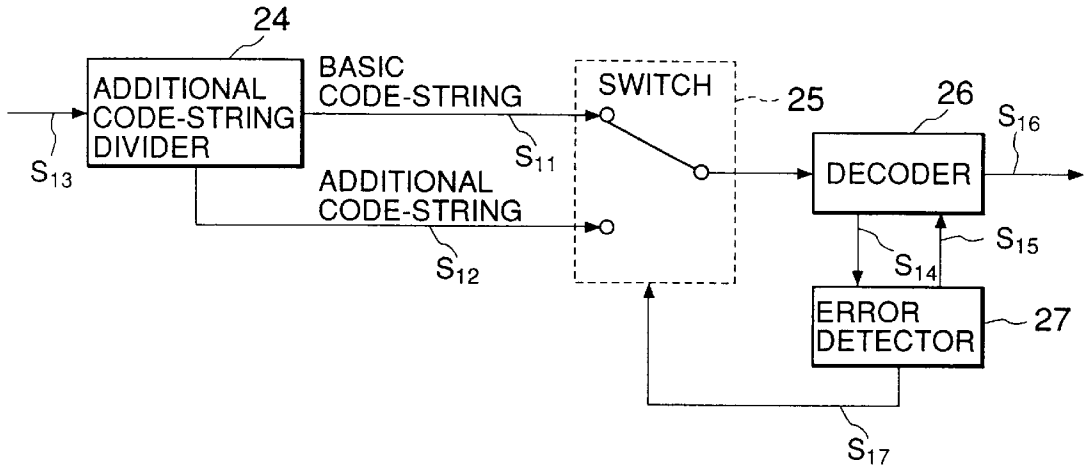 24
ADDITIONAL
CODE-STRING
DIVIDER
S13
BASIC
CODE-STRING
S11
ADDITIONAL
CODE-STRING
S12
SWITCH
25
26
DECODER
S16
S14
S15
ERROR
DETECTOR
27
S17